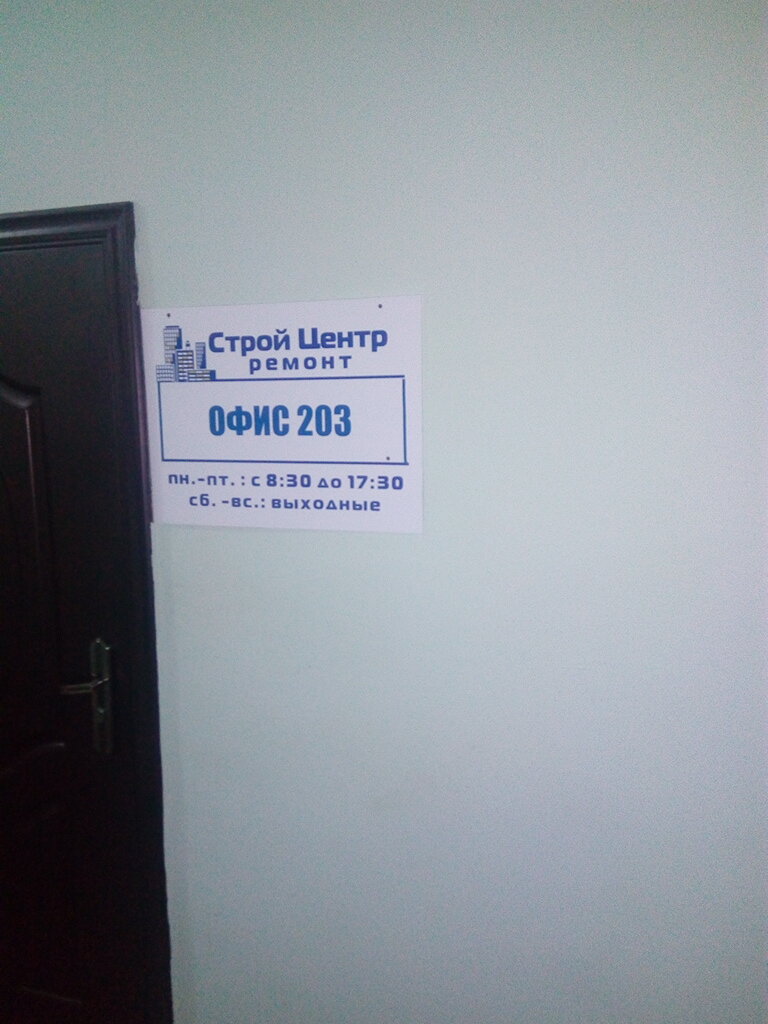 Строй Центр
ремонт
ОФИС 203
пн.-пт. : с 8:30 до 17:30
сб. -вс.: выходные